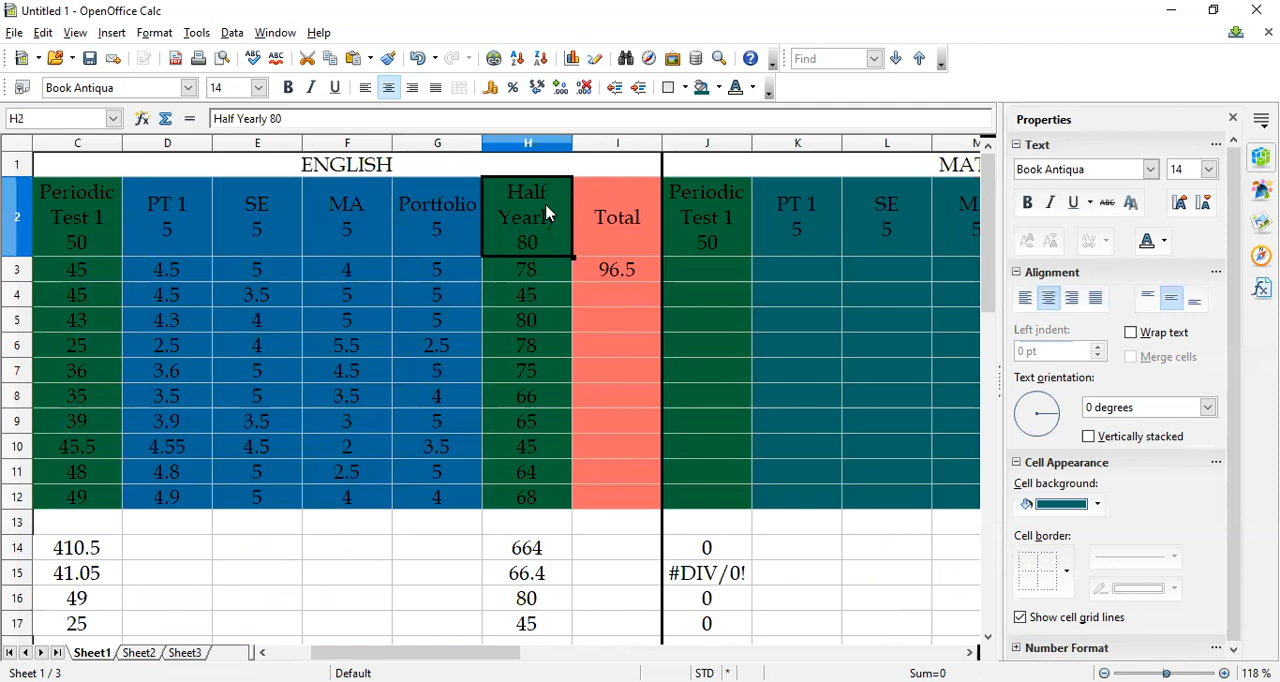 Untitled 1 - OpenOffice Calc
File Edit View Insert Format Tools Data Window Help
Find
Book Antiqua 14
H2 Half Yearly 80
Properties
C D E F G H I J K L M
Text
1 ENGLISH MAT
Book Antiqua 14
2
Periodic
Test 1
50
PT 1
5
SE
5
MA
5
Portfolio
5
Half
Yearly
80
Total
Periodic
Test 1
50
PT 1
5
SE
5
M
5
3 45 4.5 5 4 5 78 96.5
4 45 4.5 3.5 5 5 45
5 43 4.3 4 5 5 80
6 25 2.5 4 5.5 2.5 78
7 36 3.6 5 4.5 5 75
8 35 3.5 5 3.5 4 66
9 39 3.9 3.5 3 5 65
10 45.5 4.55 4.5 2 3.5 45
11 48 4.8 5 2.5 5 64
12 49 4.9 5 4 4 68
13
14 410.5 664 0
15 41.05 66.4 #DIV/0!
16 49 80 0
17 25 45 0
Alignment
Left indent:
0 pt
Wrap text
Merge cells
Text orientation:
0 degrees
Vertically stacked
Cell Appearance
Cell background:
Cell border:
Show cell grid lines
Number Format
Sheet1 Sheet2 Sheet3
Sheet 1 / 3 Default STD * Sum=0 118 %